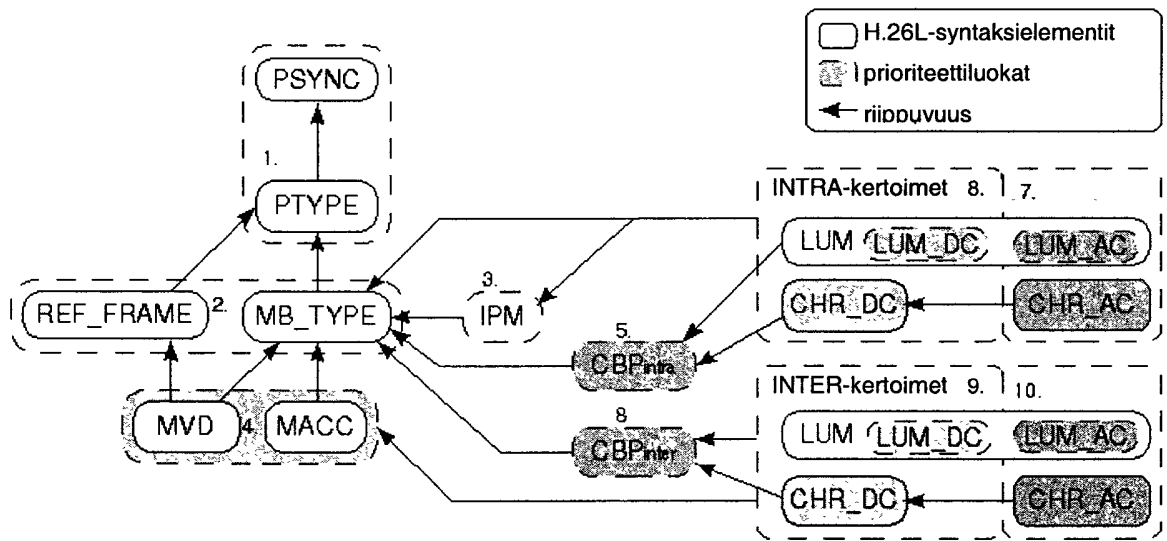 H.26L-syntaksielementit
prioriteettiluokat
riippuvuus
PSYNC
1.
PTYPE
REF_FRAME
2.
MB_TYPE
3.
IPM
MVD
4.
MACC
5.
CBPintra
8
CBPinter
INTRA-kertoimet 8.
7.
LUM
LUM_DC
LUM_AC
CHR_DC
CHR_AC
INTER-kertoimet 9.
10.
LUM
LUM_DC
LUM_AC
CHR_DC
CHR_AC